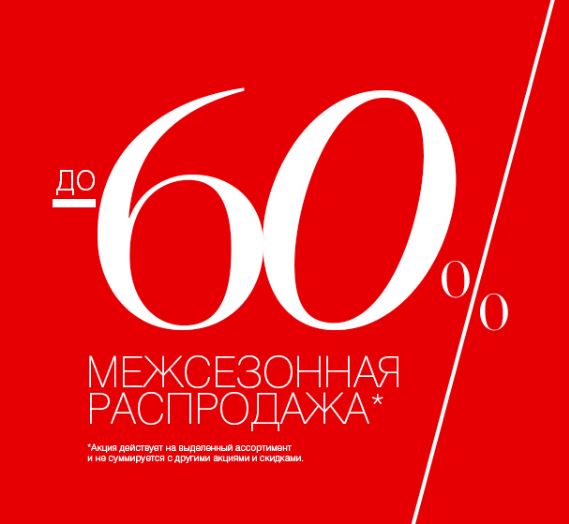 ДО
-60%
МЕЖСЕЗОННАЯ
РАСПРОДАЖА*
*Акция действует на выделенный ассортимент
и не суммируется с другими акциями и скидками.